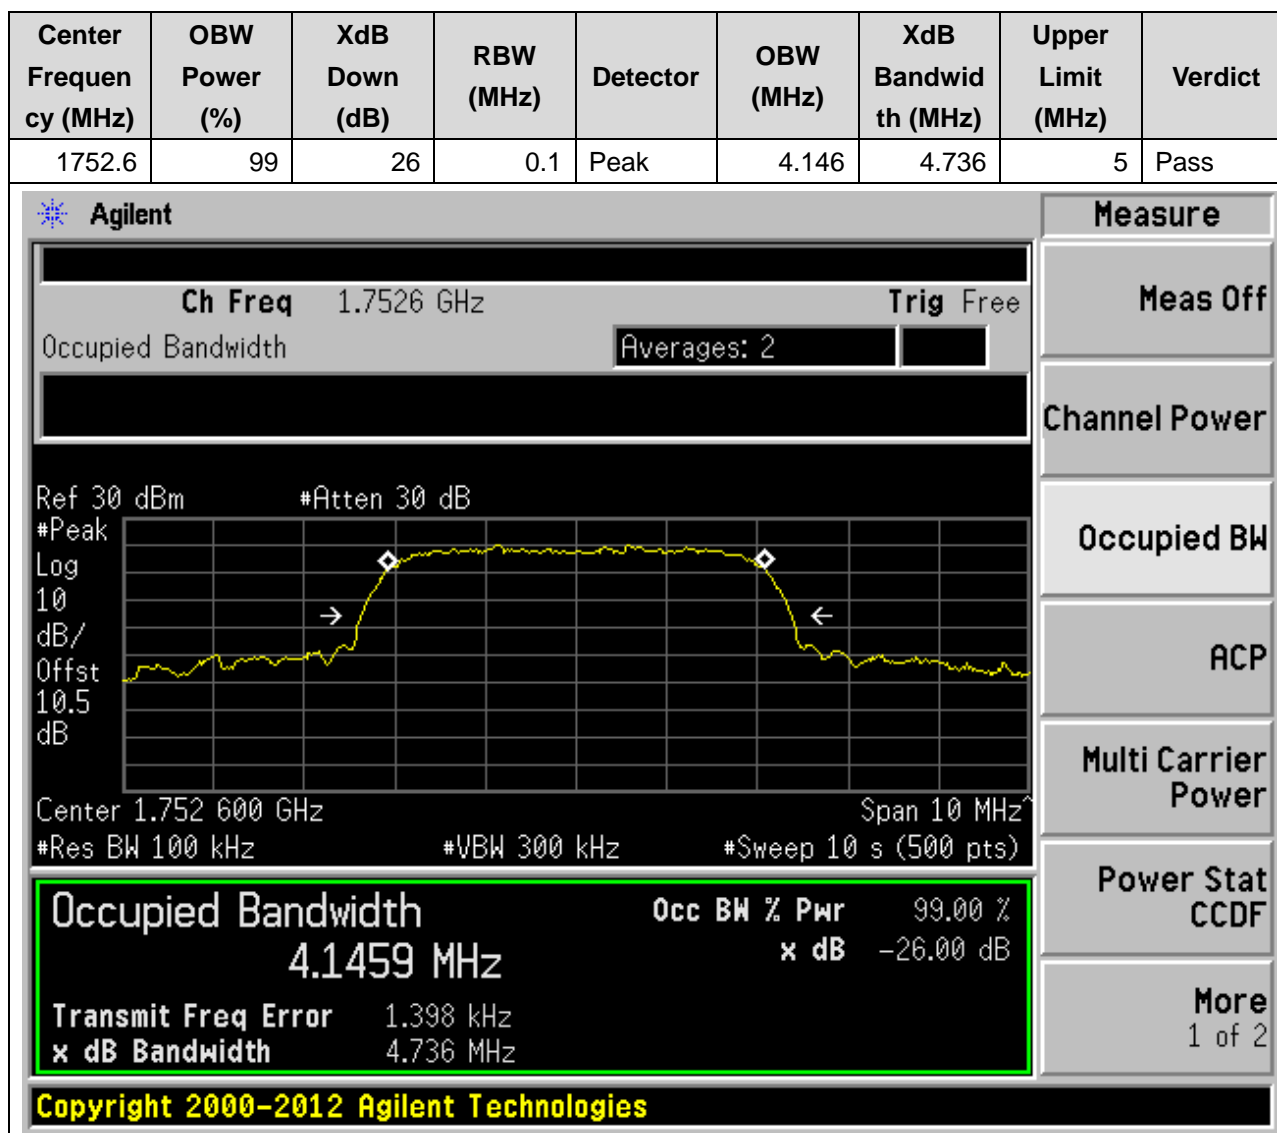 Center Frequen cy (MHz)	OBW Power (%)	XdB Down (dB)	RBW (MHz)	Detector	OBW (MHz)	XdB Bandwid th (MHz)	Upper Limit (MHz)	Verdict
1752.6	99	26	0.1	Peak	4.146	4.736	5	Pass
Agilent
Measure
Ch Freq 1.7526 GHz Trig Free
Occupied Bandwidth Averages: 2
Meas Off
Channel Power
Occupied BW
ACP
Multi Carrier
Power
Power Stat
CCDF
More
1 of 2
Ref 30 dBm #Atten 30 dB
#Peak
Log
10
dB/
Offst
10.5
dB
Center 1.752 600 GHz Span 10 MHz^
#Res BW 100 kHz #VBW 300 kHz #Sweep 10 s (500 pts)
Occupied Bandwidth Occ BW % Pwr 99.00 %
4.1459 MHz x dB -26.00 dB
Transmit Freq Error 1.398 kHz
x dB Bandwidth 4.736 MHz
Copyright 2000-2012 Agilent Technologies